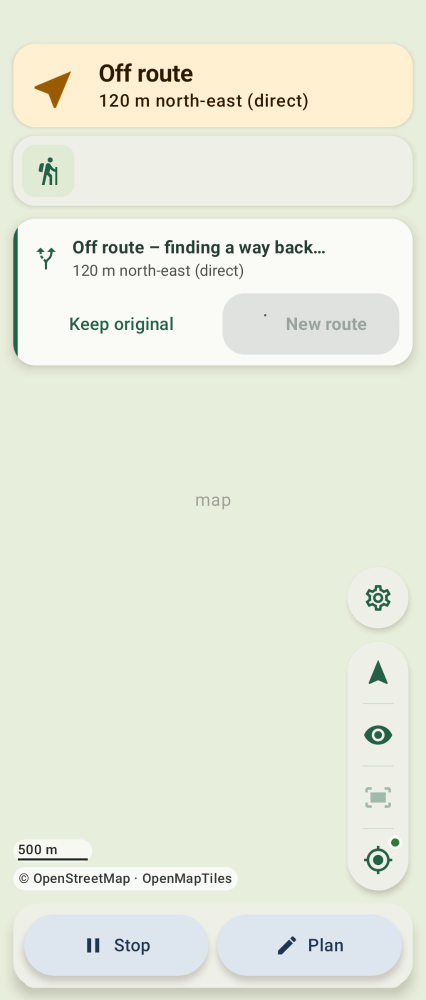 Off route
120 m north-east (direct)
Off route – finding a way back…
120 m north-east (direct)
Keep original
New route
map
500 m
© OpenStreetMap · OpenMapTiles
Stop
Plan